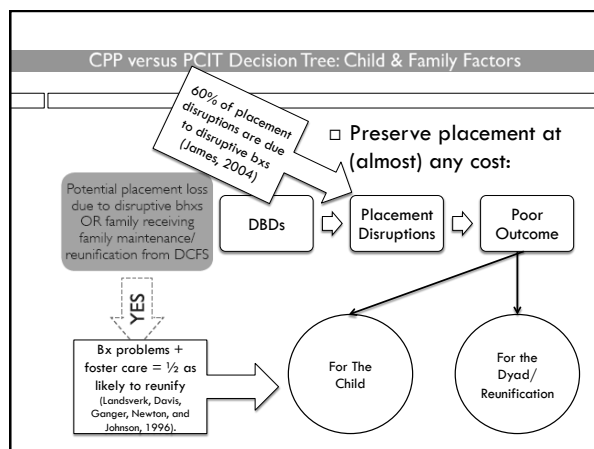 CPP versus PCIT Decision Tree: Child & Family Factors
60% of placement
disruptions are due
to disruptive bxs
(James, 2004)
□ Preserve placement at
(almost) any cost:
Potential placement loss
due to disruptive bhxs
OR family receiving
family maintenance/
reunification from DCFS
DBDs
Placement
Disruptions
Poor
Outcome
YES
Bx problems +
foster care = ½ as
likely to reunify
(Landsverk, Davis,
Ganger, Newton, and
Johnson, 1996).
For The
Child
For the
Dyad/
Reunification